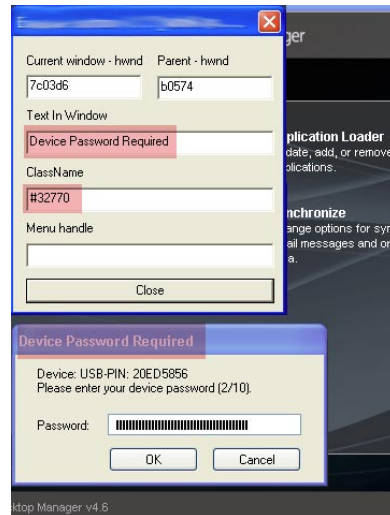 E
ger
Current window - hwnd Parent - hwnd
7c03d6 b0574
Text In Window
Device Password Required
plication Loader
date, add, or remove
plications.
ClassName
#32770
nchronize
ange options for syn
ail messages and or
a.
Menu handle
Close
Device Password Required
Device: USB-PIN: 20ED5856
Please enter your device password (2/10).
Password:
OK Cancel
ktop Manager v4.6